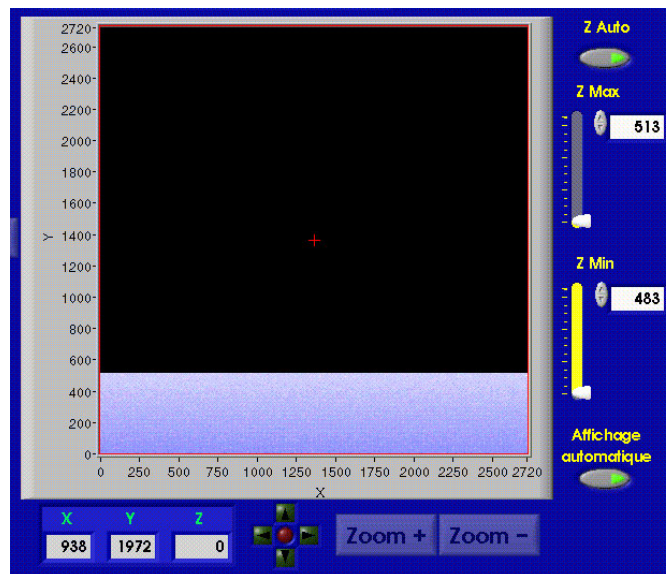 2720
2600
2400
2200
2000
1800
1600
1400
1200
1000
800
600
400
200
0
Y
0 250 500 750 1000 1250 1500 1750 2000 2250 2500 2720
X
Z Auto
Z Max
513
Z Min
483
Affichage
automatique
X Y Z
938 1972 0
Zoom + Zoom -